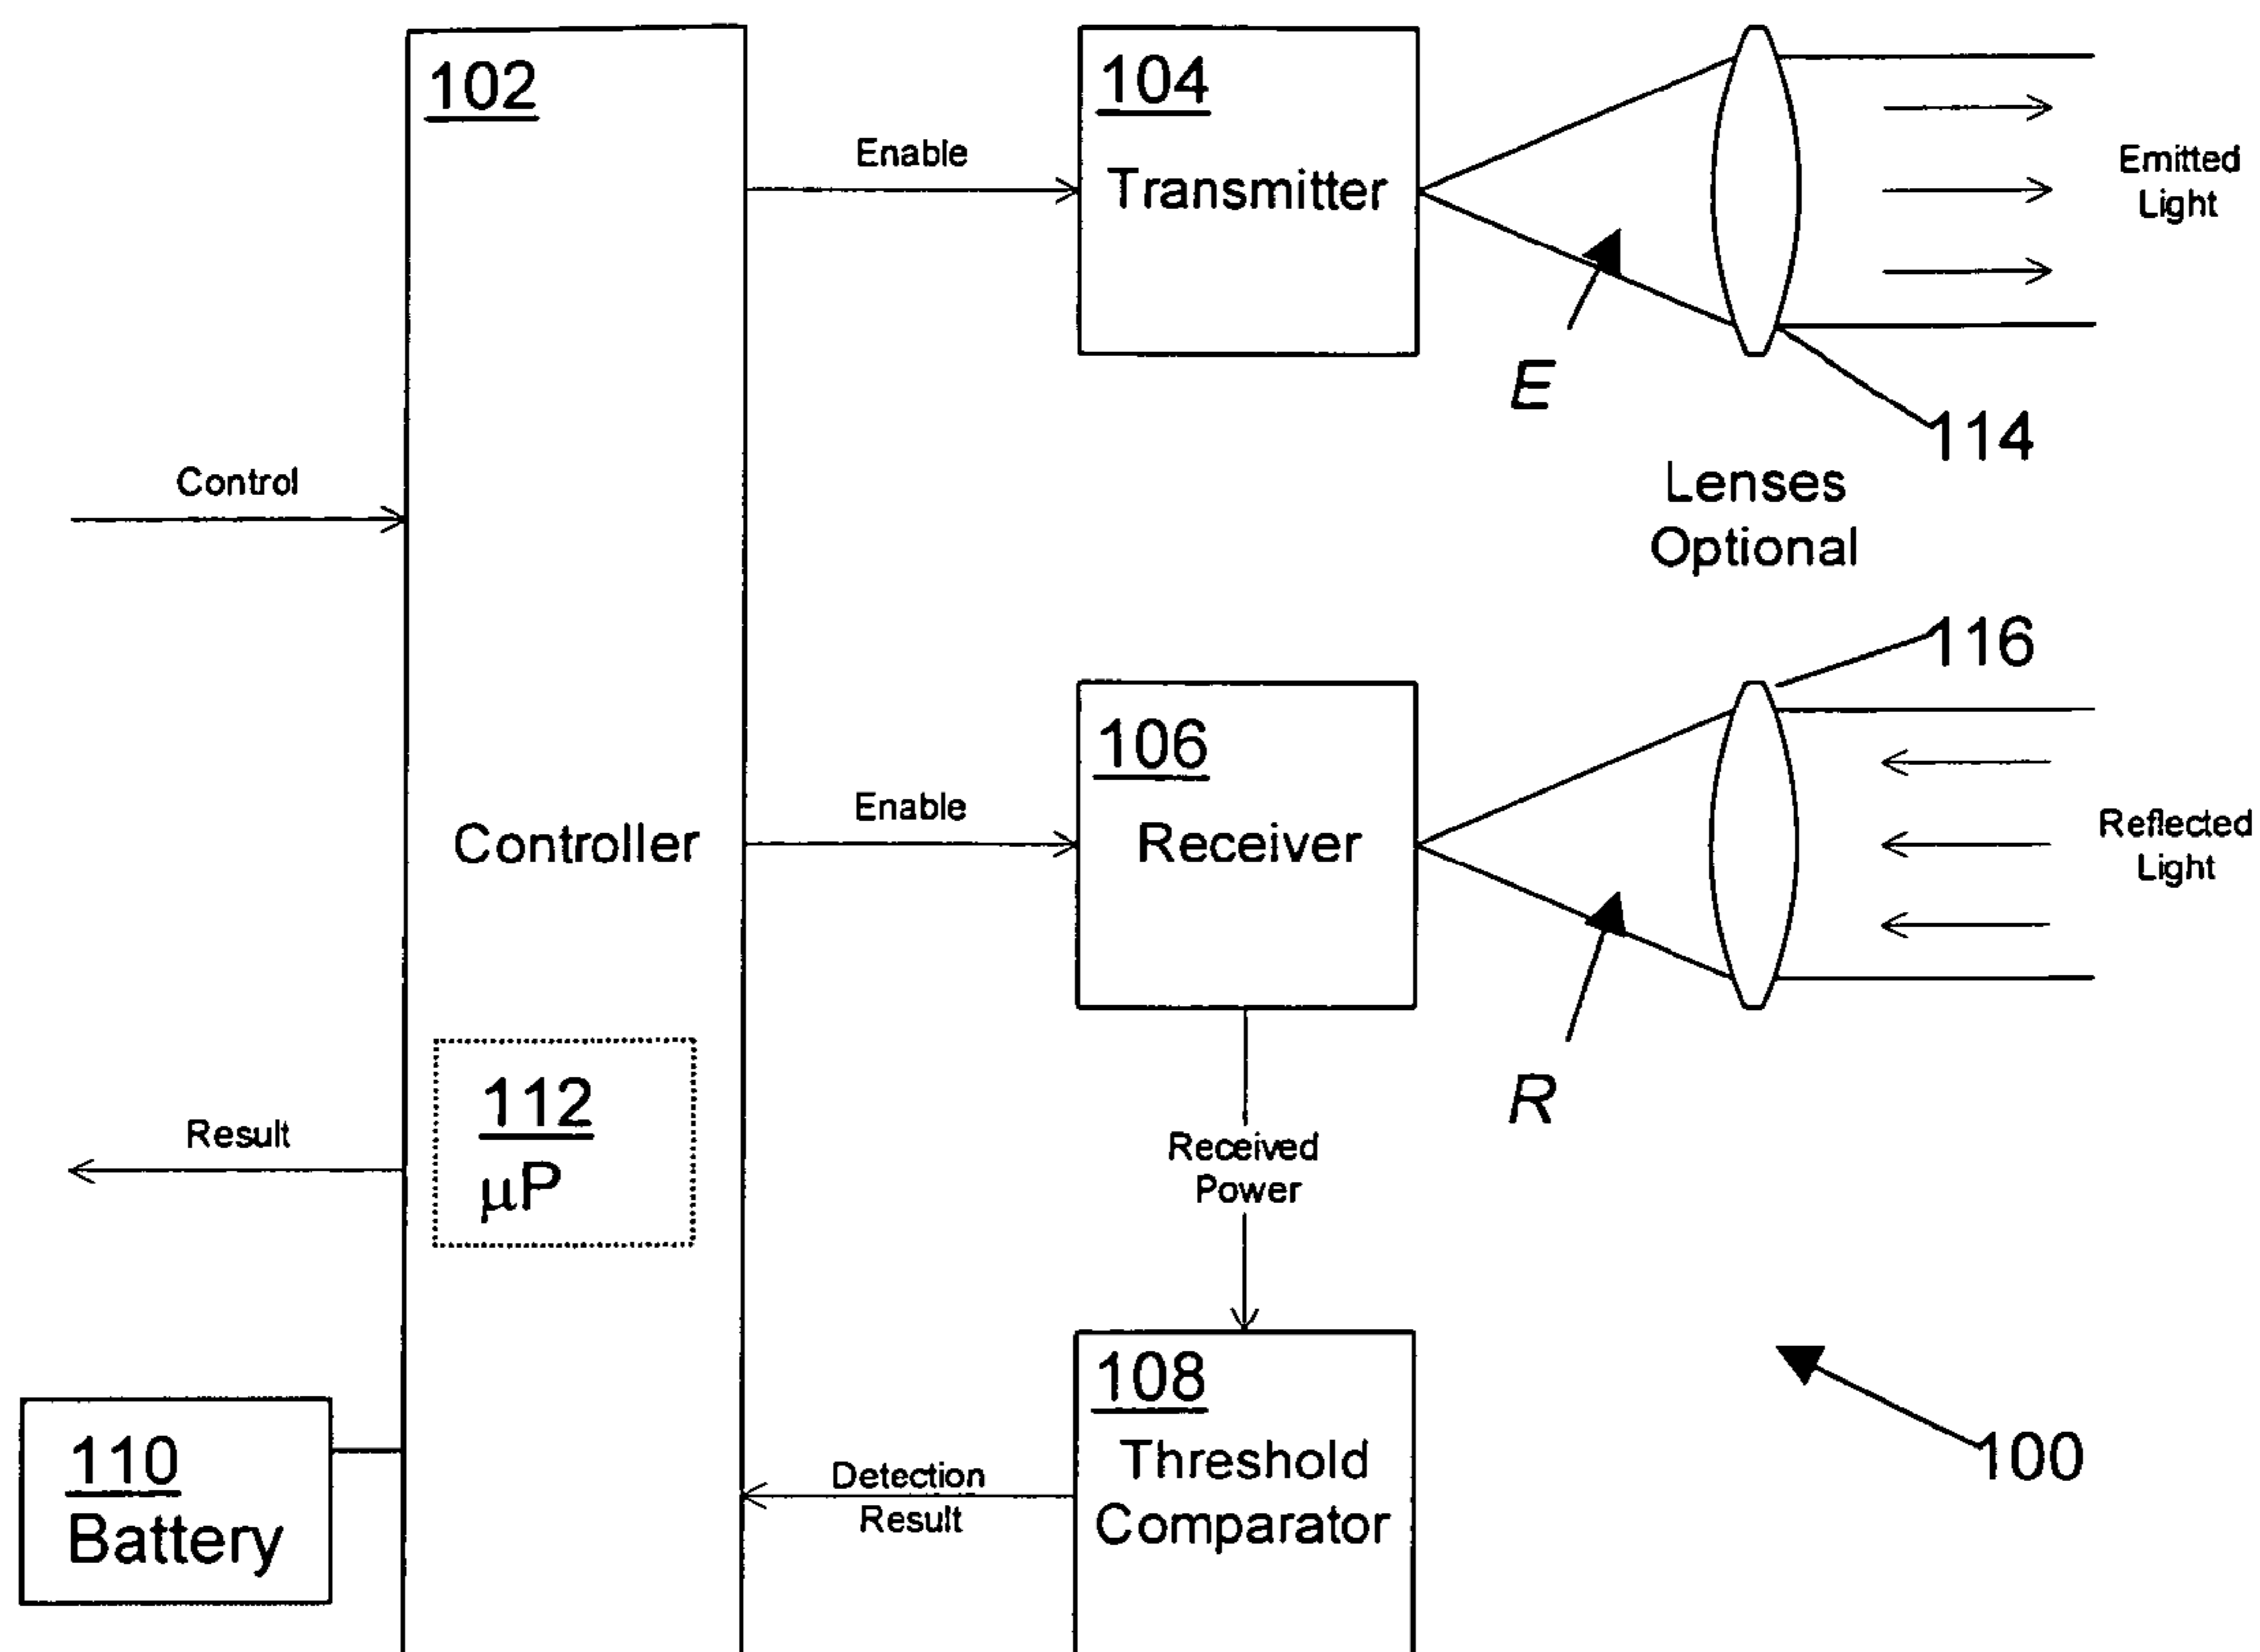 102
Controller
112
µP
Control
Result
110
Battery
Enable
104
Transmitter
E
114
Emitted
Light
Lenses
Optional
116
Enable
106
Receiver
R
Reflected
Light
Received
Power
108
Threshold
Comparator
Detection
Result
100